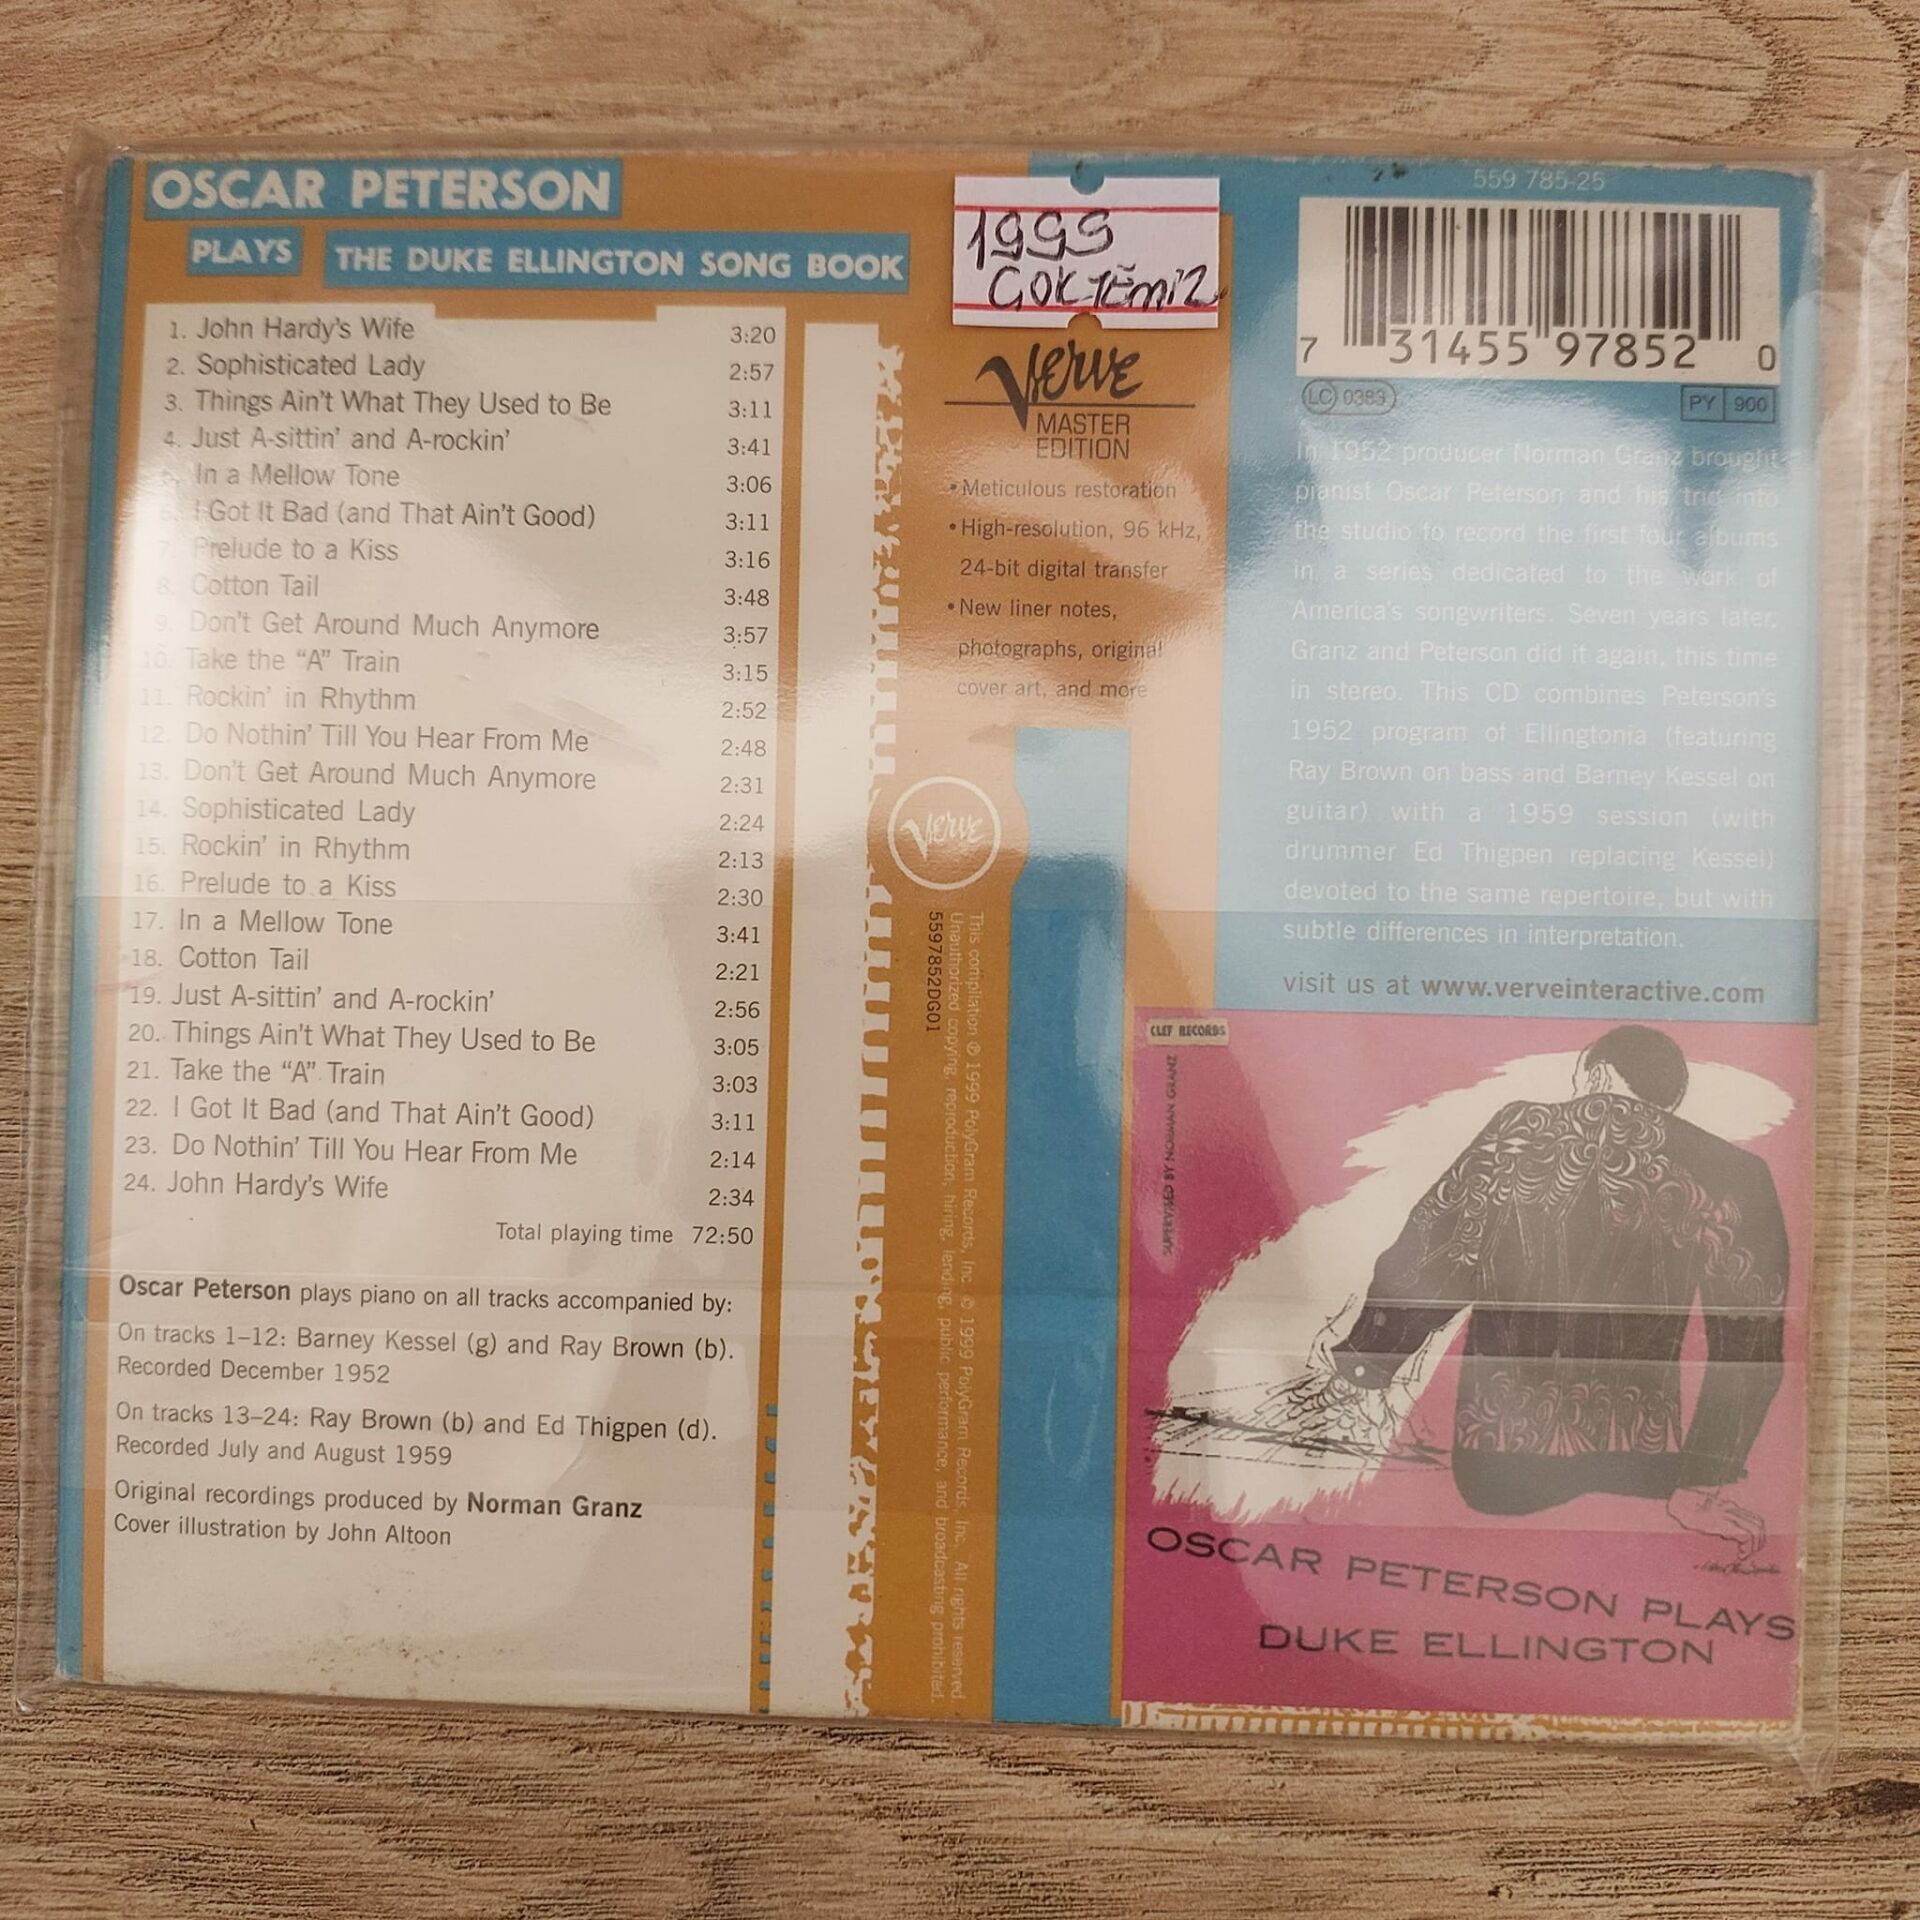 OSCAR PETERSON
PLAYS THE DUKE ELLINGTON SONG BOOK
1. John Hardy's Wife 3:20
2. Sophisticated Lady 2:57
3. Things Ain't What They Used to Be 3:11
4. Just A-sittin' and A-rockin' 3:41
5. In a Mellow Tone 3:06
6. I Got It Bad (and That Ain't Good) 3:11
7. Prelude to a Kiss 3:16
8. Cotton Tail 3:48
9. Don't Get Around Much Anymore 3:57
10. Take the “A” Train 3:15
11. Rockin' in Rhythm 2:52
12. Do Nothin' Till You Hear From Me 2:48
13. Don't Get Around Much Anymore 2:31
14. Sophisticated Lady 2:24
15. Rockin' in Rhythm 2:13
16. Prelude to a Kiss 2:30
17. In a Mellow Tone 3:41
18. Cotton Tail 2:21
19. Just A-sittin' and A-rockin' 2:56
20. Things Ain't What They Used to Be 3:05
21. Take the “A” Train 3:03
22. I Got It Bad (and That Ain't Good) 3:11
23. Do Nothin' Till You Hear From Me 2:14
24. John Hardy's Wife 2:34
Total playing time 72:50
Oscar Peterson plays piano on all tracks accompanied by:
On tracks 1–12: Barney Kessel (g) and Ray Brown (b).
Recorded December 1952
On tracks 13–24: Ray Brown (b) and Ed Thigpen (d).
Recorded July and August 1959
Original recordings produced by Norman Granz
Cover illustration by John Altoon
1999
Verve
MASTER
EDITION
• Meticulous restoration
• High-resolution, 96 kHz,
24-bit digital transfer
• New liner notes,
photographs, original
cover art, and more
Verve
This compilation ℗ 1999 PolyGram Records, Inc. © 1999 PolyGram Records, Inc. All rights reserved.
Unauthorized copying, reproduction, hiring, lending, public performance, and broadcasting prohibited.
5597852DG01
559 785-25
7 31455 97852 0
LC 0383
PY 900
In 1952 producer Norman Granz brought
pianist Oscar Peterson and his trio into
the studio to record the first four albums
in a series dedicated to the work of
America's songwriters. Seven years later,
Granz and Peterson did it again, this time
in stereo. This CD combines Peterson's
1952 program of Ellingtonia (featuring
Ray Brown on bass and Barney Kessel on
guitar) with a 1959 session (with
drummer Ed Thigpen replacing Kessel)
devoted to the same repertoire, but with
subtle differences in interpretation.
visit us at www.verveinteractive.com
CLEF RECORDS
SUPERVISED BY NORMAN GRANZ
OSCAR PETERSON PLAYS
DUKE ELLINGTON